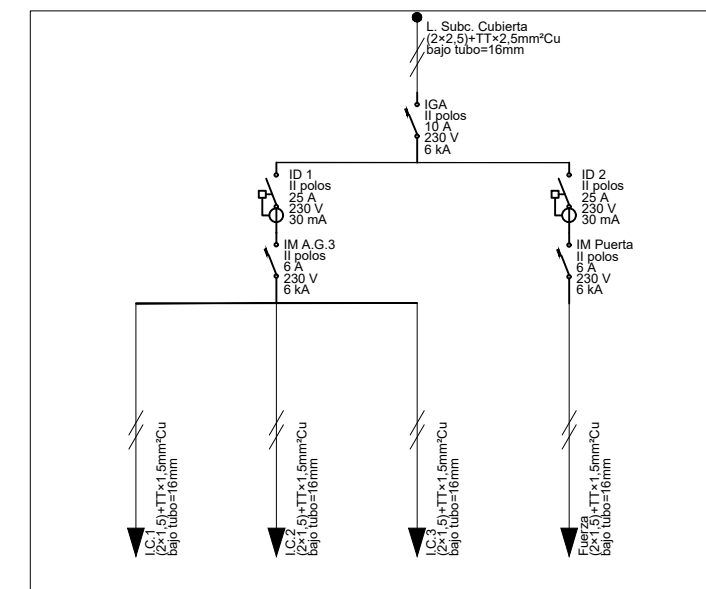 L. Subc. Cubierta
(2×2,5)+TT×2,5mm²Cu
bajo tubo=16mm
IGA
II polos
10 A
230 V
6 kA
ID 1
II polos
25 A
230 V
30 mA
ID 2
II polos
25 A
230 V
30 mA
IM A.G.3
II polos
6 A
230 V
6 kA
IM Puerta
II polos
6 A
230 V
6 kA
I.C.1
(2×1,5)+TT×1,5mm²Cu
bajo tubo=16mm
I.C.2
(2×1,5)+TT×1,5mm²Cu
bajo tubo=16mm
I.C.3
(2×1,5)+TT×1,5mm²Cu
bajo tubo=16mm
Fuerza
(2×1,5)+TT×1,5mm²Cu
bajo tubo=16mm